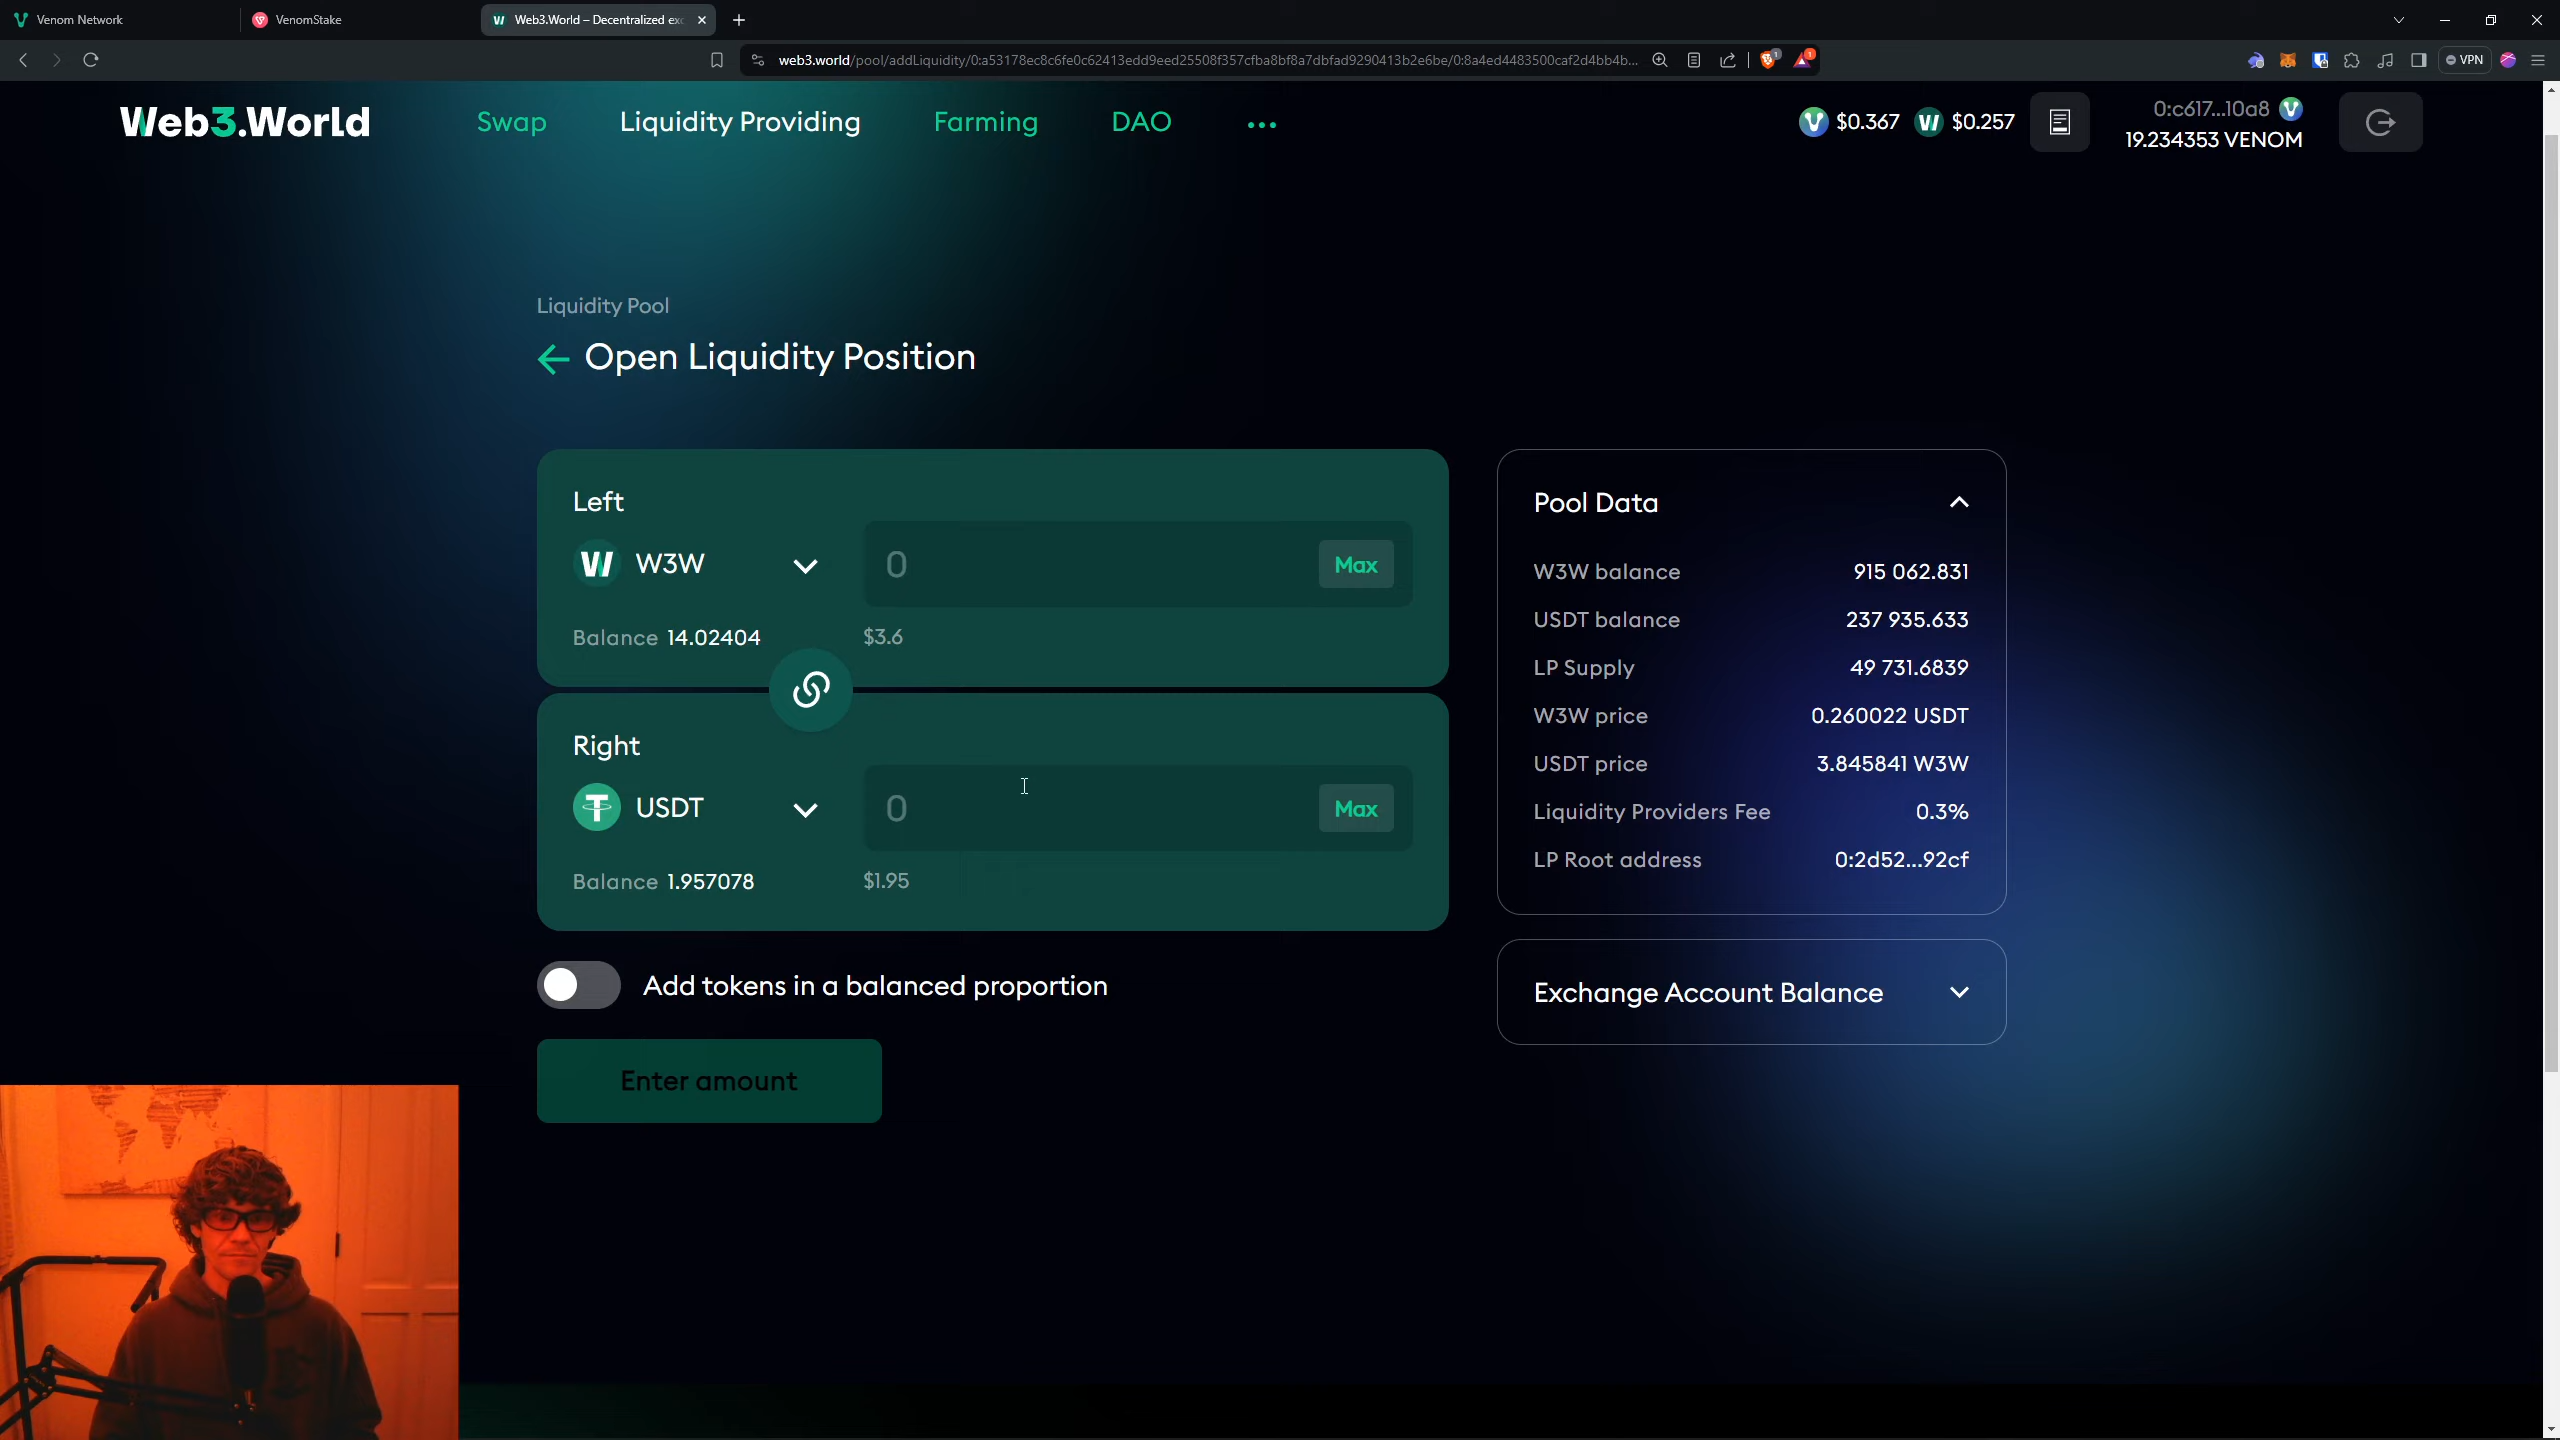 Venom Network
VenomStake
Web3.World – Decentralized exc
web3.world/pool/addLiquidity/0:a53178ec8c6fe0c62413edd9eed25508f357cfba8bf8a7dbfad9290413b2e6be/0:8a4ed4483500caf2d4bb4b...
1
1
VPN
Web3.World
Swap
Liquidity Providing
Farming
DAO
...
$0.367
$0.257
0:c617...10a8
19.234353 VENOM
Liquidity Pool
Open Liquidity Position
Left
W3W
0
Max
Balance 14.02404
$3.6
Right
USDT
0
Max
Balance 1.957078
$1.95
Add tokens in a balanced proportion
Enter amount
Pool Data
W3W balance 915 062.831
USDT balance 237 935.633
LP Supply 49 731.6839
W3W price 0.260022 USDT
USDT price 3.845841 W3W
Liquidity Providers Fee 0.3%
LP Root address 0:2d52...92cf
Exchange Account Balance